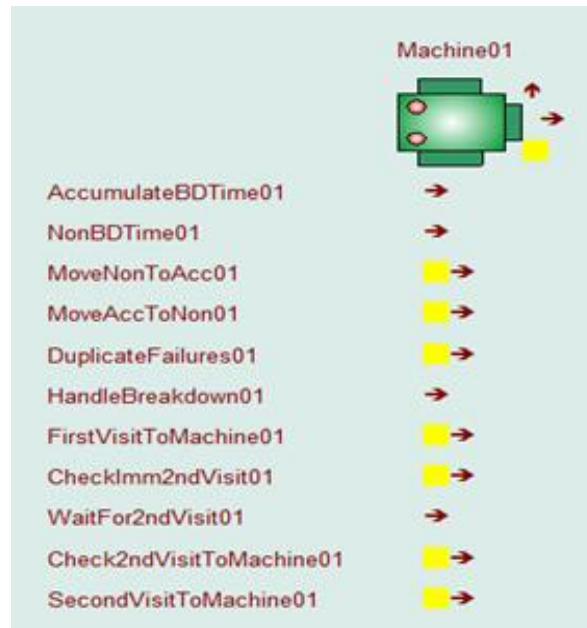 Machine01
AccumulateBDTime01
NonBDTime01
MoveNonToAcc01
MoveAccToNon01
DuplicateFailures01
HandleBreakdown01
FirstVisitToMachine01
CheckImm2ndVisit01
WaitFor2ndVisit01
Check2ndVisitToMachine01
SecondVisitToMachine01